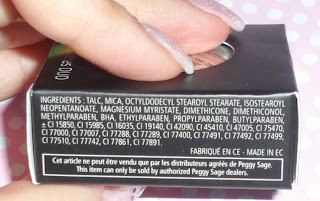 95 DUO
INGREDIENTS : TALC, MICA, OCTYLDODECYL STEAROYL STEARATE, ISOSTEAROYL
NEOPENTANOATE, MAGNESIUM MYRISTATE, DIMETHICONE, DIMETHICONOL,
METHYLPARABEN, BHA, ETHYLPARABEN, PROPYLPARABEN, BUTYLPARABEN,
± CI 15850, CI 15985, CI 16035, CI 19140, CI 42090, CI 45410, CI 47005, CI 75470,
CI 77000, CI 77007, CI 77288, CI 77289, CI 77400, CI 77491, CI 77492, CI 77499,
CI 77510, CI 77742, CI 77861, CI 77891.
FABRIQUÉ EN CE - MADE IN EC
Cet article ne peut être vendu que par les distributeurs agréés de Peggy Sage.
This item can only be sold by authorized Peggy Sage dealers.